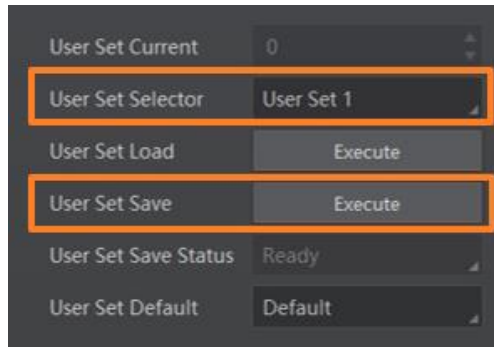 User Set Current 0
User Set Selector User Set 1
User Set Load Execute
User Set Save Execute
User Set Save Status Ready
User Set Default Default